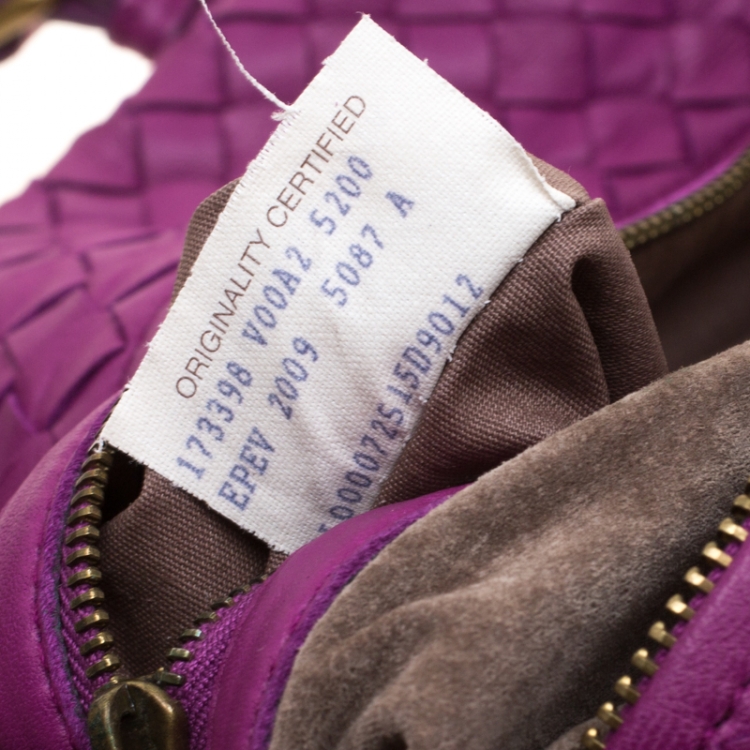 ORIGINALITY CERTIFIED
173398 V00A2 5200
EPEV 2009 5087 A
000072515D9012